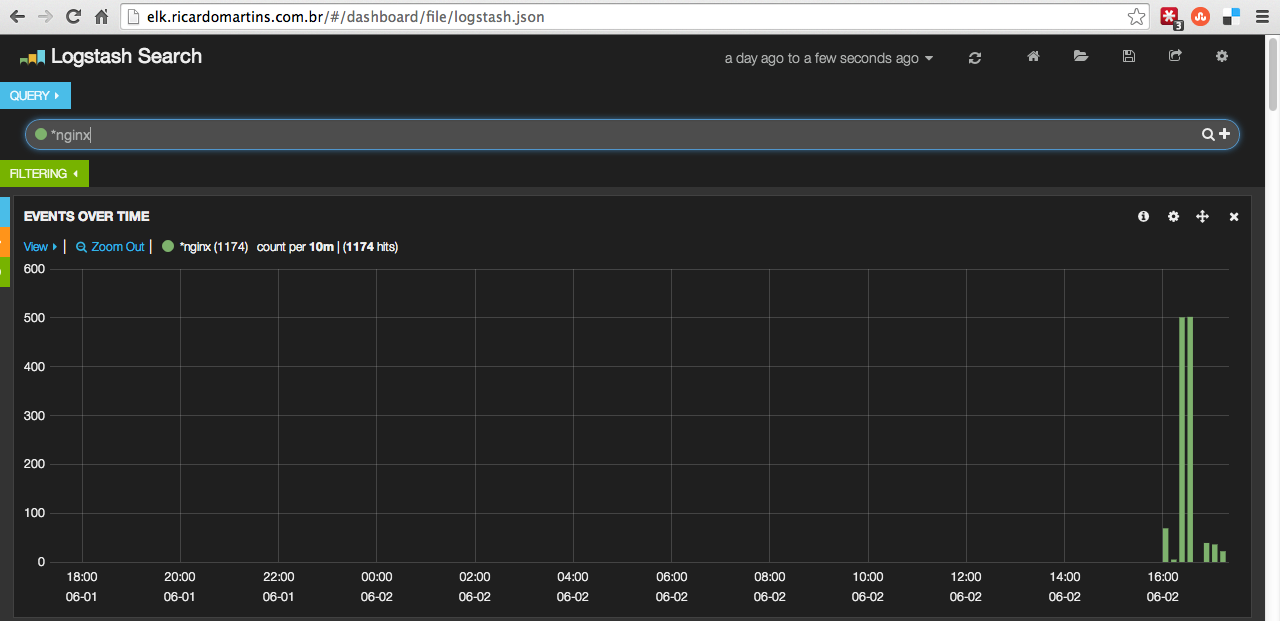 elk.ricardomartins.com.br/#/dashboard/file/logstash.json
3
Logstash Search
a day ago to a few seconds ago
QUERY
*nginx
FILTERING
EVENTS OVER TIME
View | Zoom Out | *nginx (1174) count per 10m | (1174 hits)
600
500
400
300
200
100
0
18:00 20:00 22:00 00:00 02:00 04:00 06:00 08:00 10:00 12:00 14:00 16:00
06-01 06-01 06-01 06-02 06-02 06-02 06-02 06-02 06-02 06-02 06-02 06-02